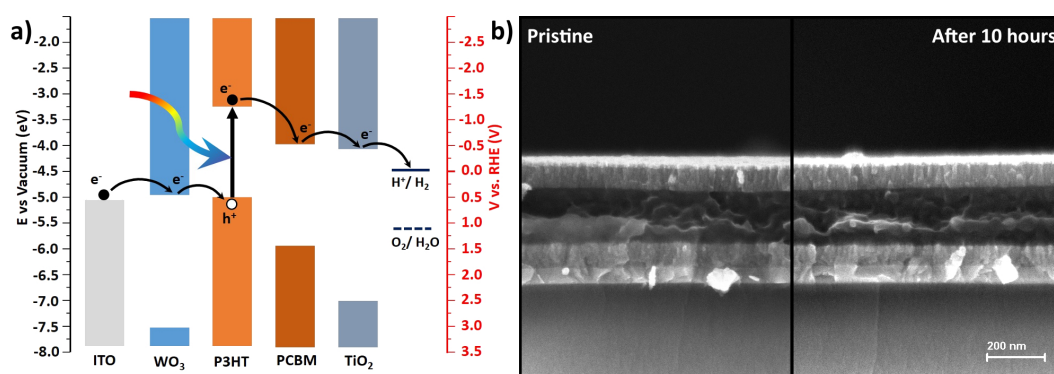 a)
E vs Vacuum (eV)
-2.0
-2.5
-3.0
-3.5
-4.0
-4.5
-5.0
-5.5
-6.0
-6.5
-7.0
-7.5
-8.0
e-
e-
e-
e-
e-
h+
H+/ H2
O2/ H2O
ITO
WO3
P3HT
PCBM
TiO2
-2.5
-2.0
-1.5
-1.0
-0.5
0.0
0.5
1.0
1.5
2.0
2.5
3.0
3.5
V vs. RHE (V)
b)
Pristine
After 10 hours
200 nm